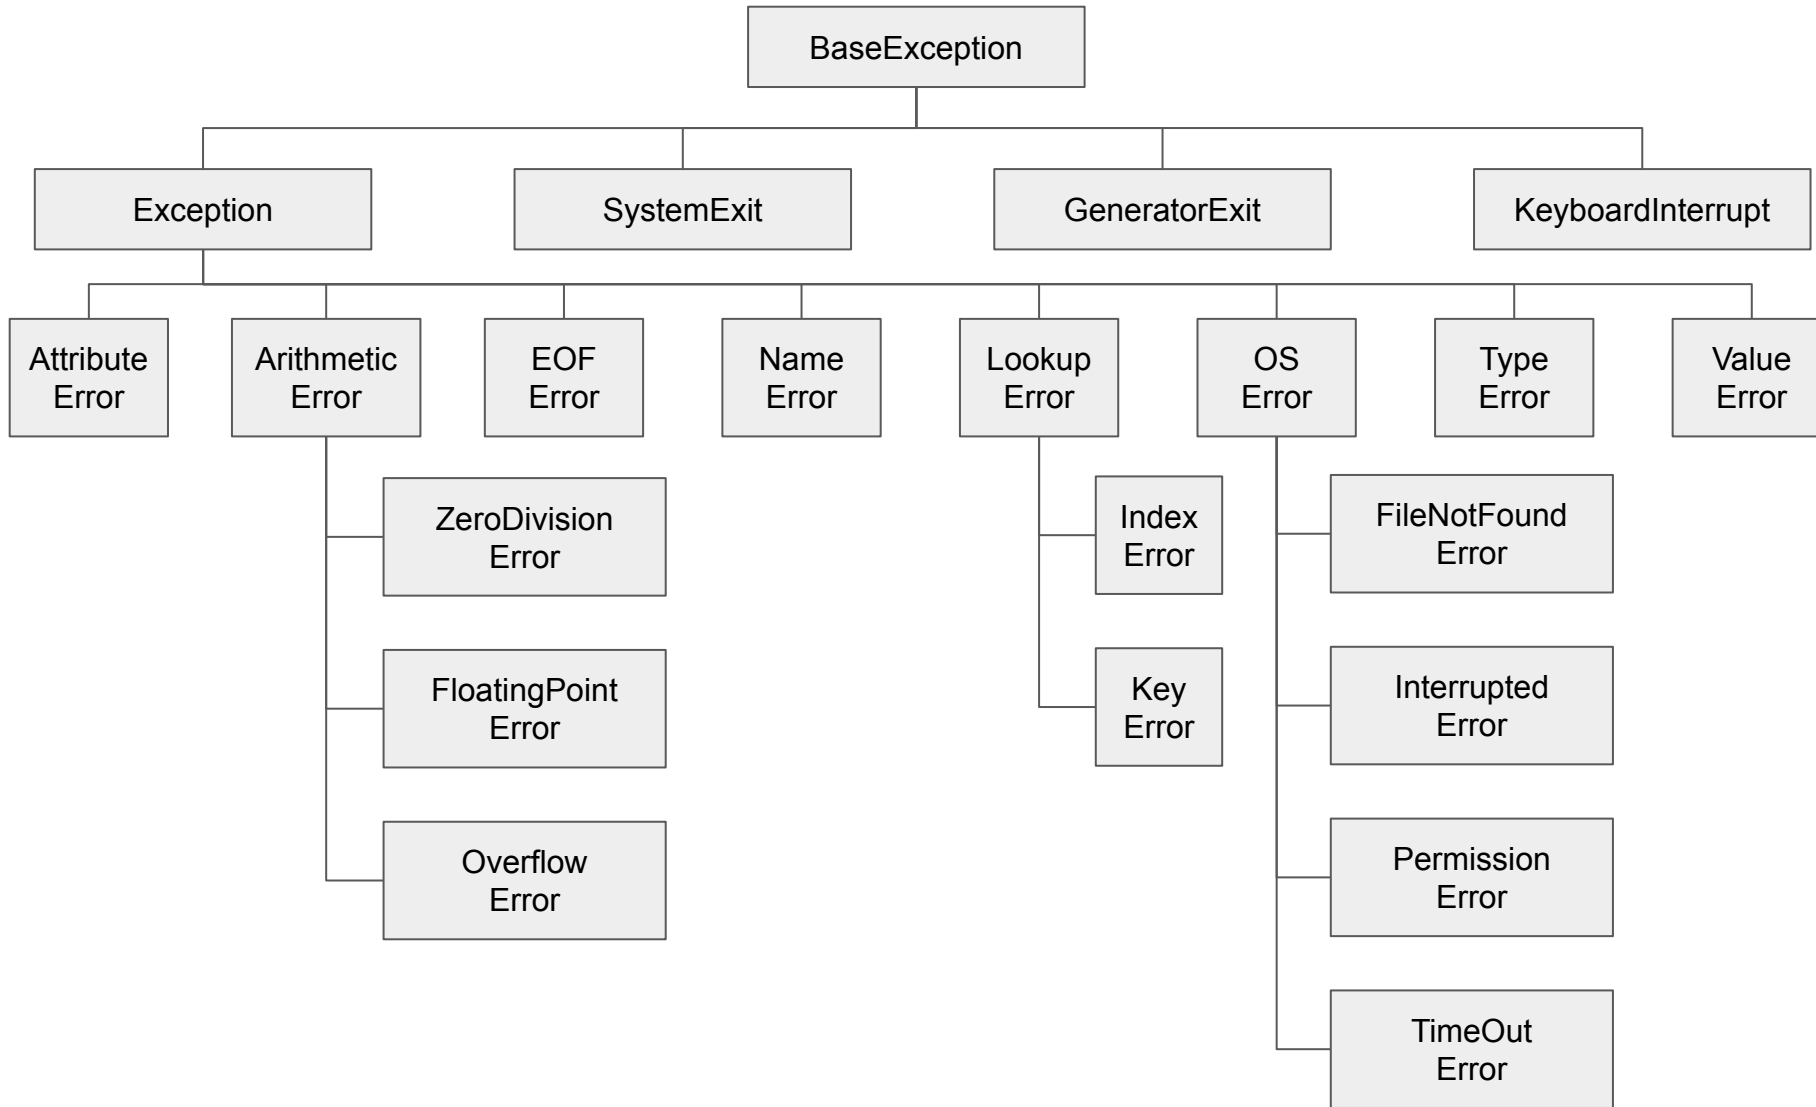 BaseException
Exception
SystemExit
GeneratorExit
KeyboardInterrupt
Attribute
Error
Arithmetic
Error
EOF
Error
Name
Error
Lookup
Error
OS
Error
Type
Error
Value
Error
ZeroDivision
Error
FloatingPoint
Error
Overflow
Error
Index
Error
Key
Error
FileNotFound
Error
Interrupted
Error
Permission
Error
TimeOut
Error